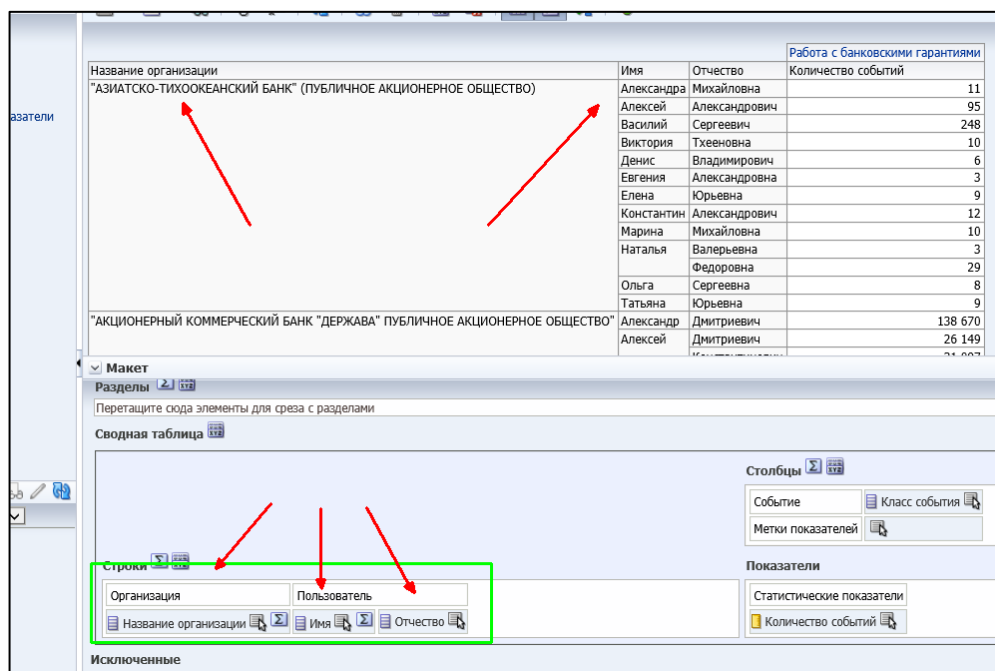 Работа с банковскими гарантиями
Название организации Имя Отчество Количество событий
"АЗИАТСКО-ТИХООКЕАНСКИЙ БАНК" (ПУБЛИЧНОЕ АКЦИОНЕРНОЕ ОБЩЕСТВО) Александра Михайловна 11
азатели
Алексей Александрович 95
Василий Сергеевич 248
Виктория Тхееновна 10
Денис Владимирович 6
Евгения Александровна 3
Елена Юрьевна 9
Константин Александрович 12
Марина Михайловна 10
Наталья Валерьевна 3
Федоровна 29
Ольга Сергеевна 8
Татьяна Юрьевна 9
"АКЦИОНЕРНЫЙ КОММЕРЧЕСКИЙ БАНК "ДЕРЖАВА" ПУБЛИЧНОЕ АКЦИОНЕРНОЕ ОБЩЕСТВО" Александр Дмитриевич 138 670
Алексей Дмитриевич 26 149
Макет
Разделы
Перетащите сюда элементы для среза с разделами
Сводная таблица
Столбцы
Событие Класс события
Метки показателей
Строки Показатели
Организация Пользователь Статистические показатели
Название организации Имя Отчество Количество событий
Исключенные